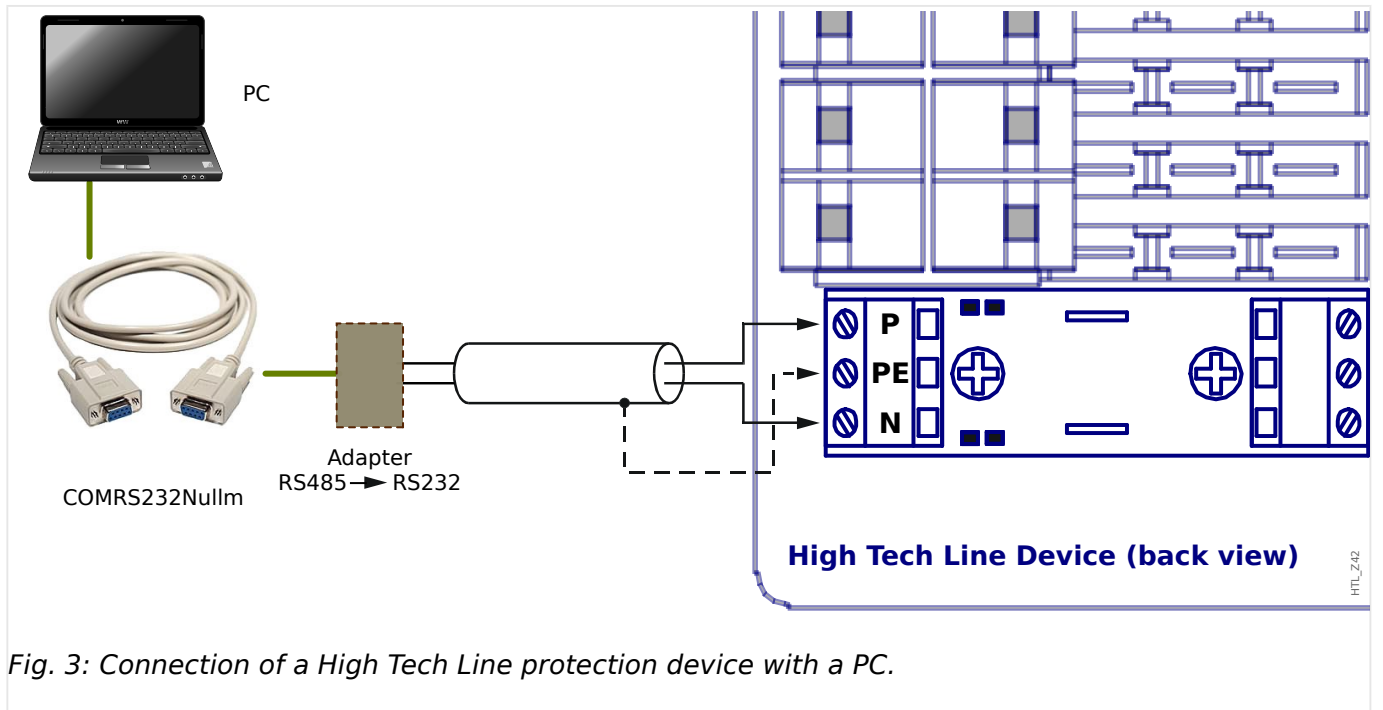 PC
P
PE
N
Adapter
RS485 → RS232
COMRS232Nullm
High Tech Line Device (back view)
HTL_Z42
Fig. 3: Connection of a High Tech Line protection device with a PC.